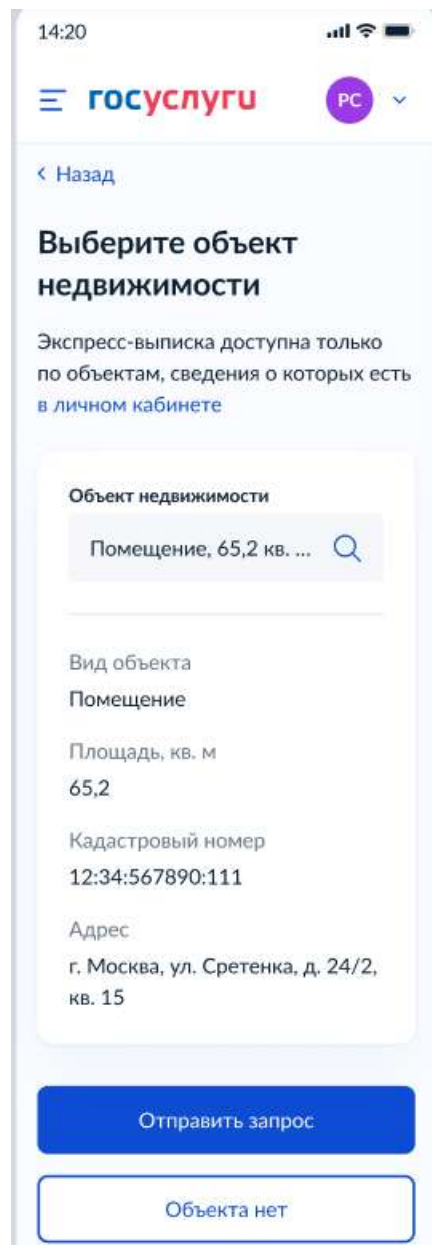 14:20
госуслуги
РС
Назад
Выберите объект
недвижимости
Экспресс-выписка доступна только
по объектам, сведения о которых есть
в личном кабинете
Объект недвижимости
Помещение, 65,2 кв. ...
Вид объекта
Помещение
Площадь, кв. м
65,2
Кадастровый номер
12:34:567890:111
Адрес
г. Москва, ул. Сретенка, д. 24/2,
кв. 15
Отправить запрос
Объекта нет